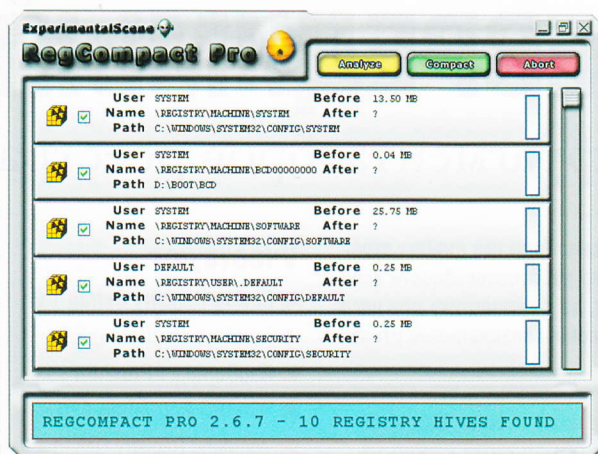 ExperimentalScene
RegCompact Pro
Analyze Compact Abort
User SYSTEM Before 13.50 MB
Name \REGISTRY\MACHINE\SYSTEM After ?
Path C:\WINDOWS\SYSTEM32\CONFIG\SYSTEM
User SYSTEM Before 0.04 MB
Name \REGISTRY\MACHINE\BCD00000000 After ?
Path D:\BOOT\BCD
User SYSTEM Before 25.75 MB
Name \REGISTRY\MACHINE\SOFTWARE After ?
Path C:\WINDOWS\SYSTEM32\CONFIG\SOFTWARE
User DEFAULT Before 0.25 MB
Name \REGISTRY\USER\.DEFAULT After ?
Path C:\WINDOWS\SYSTEM32\CONFIG\DEFAULT
User SYSTEM Before 0.25 MB
Name \REGISTRY\MACHINE\SECURITY After ?
Path C:\WINDOWS\SYSTEM32\CONFIG\SECURITY
REGCOMPACT PRO 2.6.7 - 10 REGISTRY HIVES FOUND